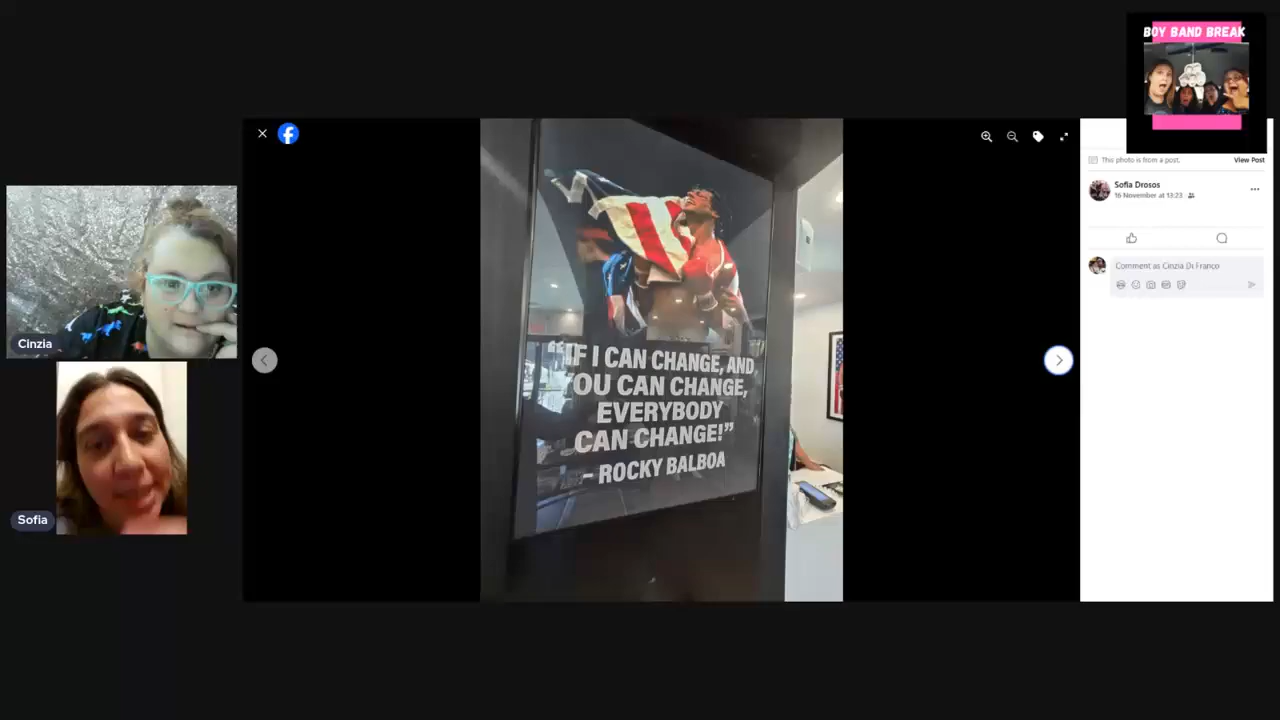 BOY BAND BREAK
This photo is from a post.
View Post
Sofia Drosos
16 November at 13:23
Comment as Cinzia Di Franco
Cinzia
Sofia
“IF I CAN CHANGE, AND
YOU CAN CHANGE,
EVERYBODY
CAN CHANGE!”
– ROCKY BALBOA